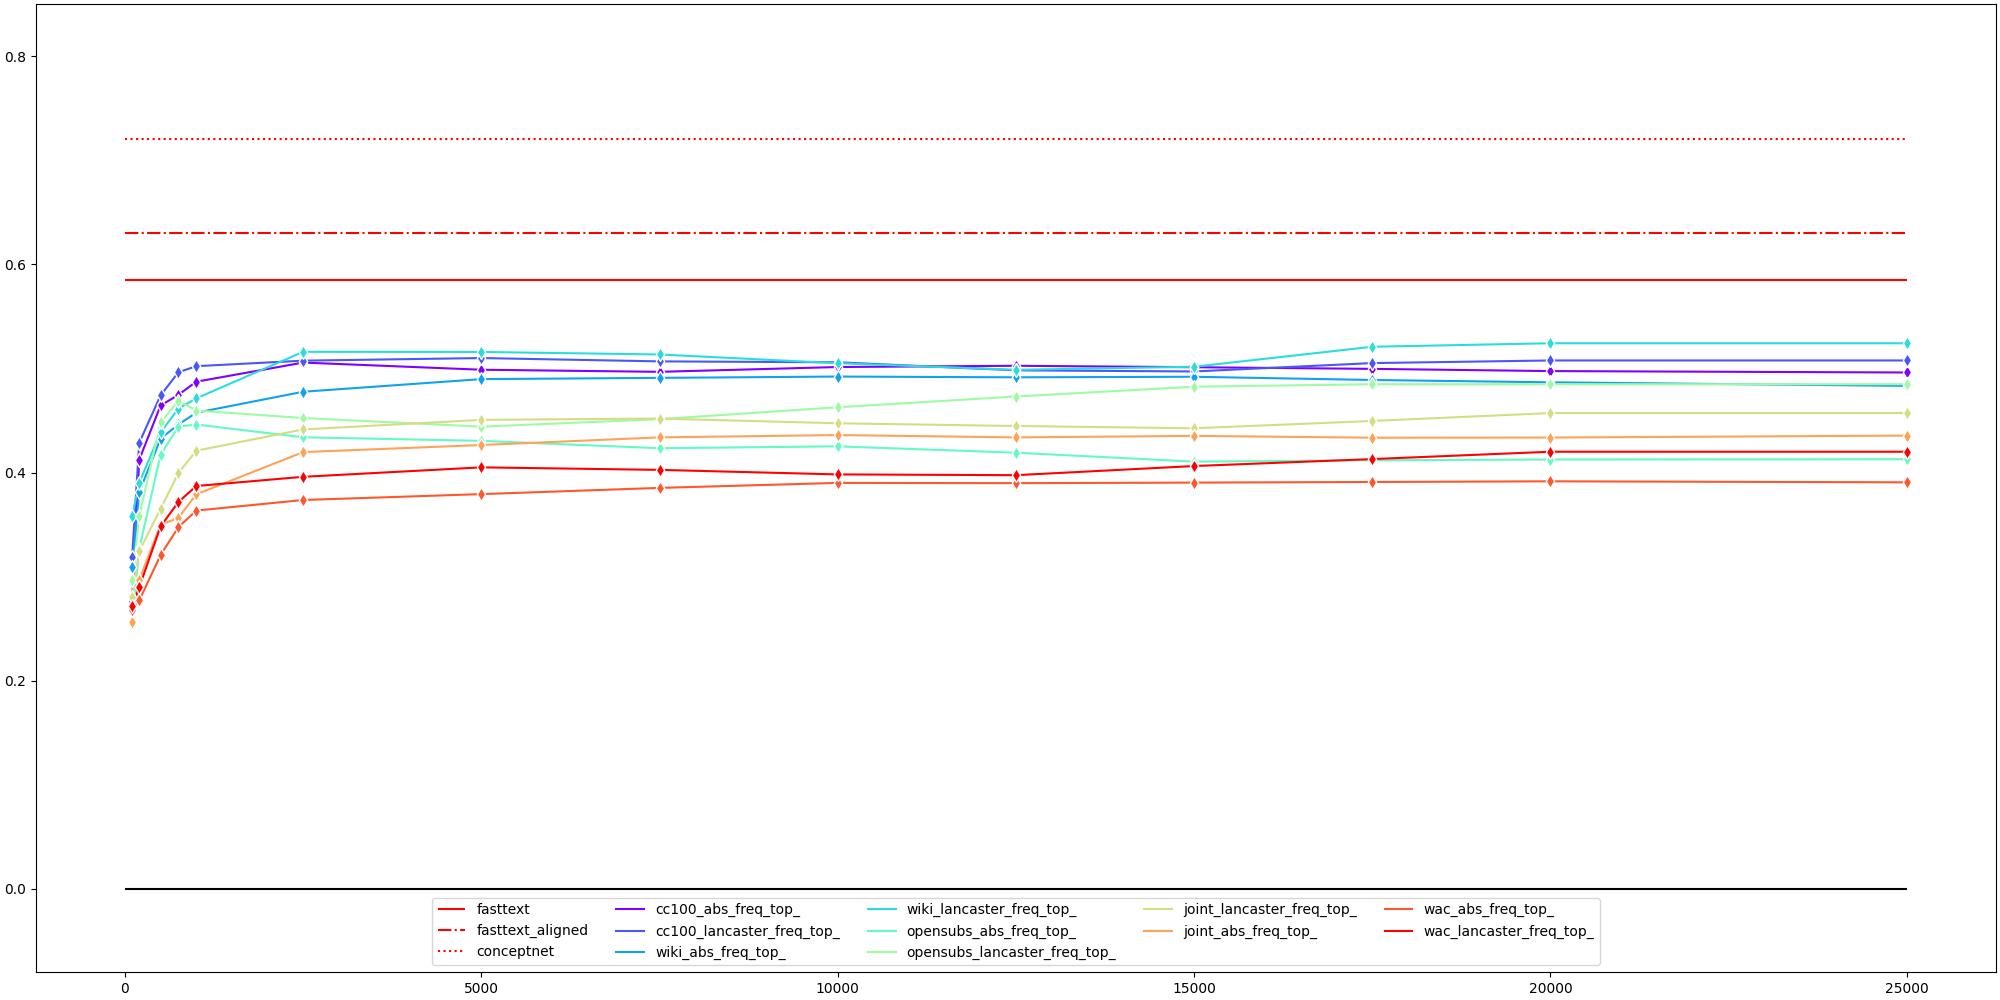 0.8
0.6
0.4
0.2
0.0
fasttext
fasttext_aligned
conceptnet
cc100_abs_freq_top_
cc100_lancaster_freq_top_
wiki_abs_freq_top_
wiki_lancaster_freq_top_
opensubs_abs_freq_top_
opensubs_lancaster_freq_top_
joint_lancaster_freq_top_
joint_abs_freq_top_
wac_abs_freq_top_
wac_lancaster_freq_top_
0 5000 10000 15000 20000 25000